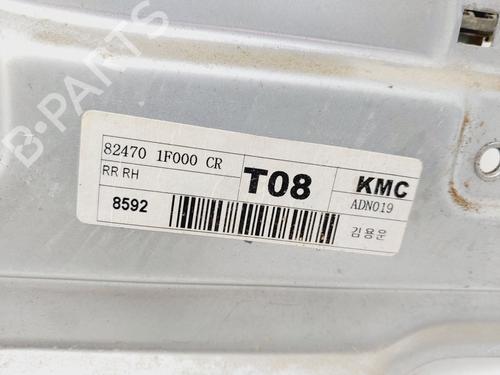 B-PARTS
82470 1F000 CR
RR RH
T08
KMC
ADN019
8592
김용운